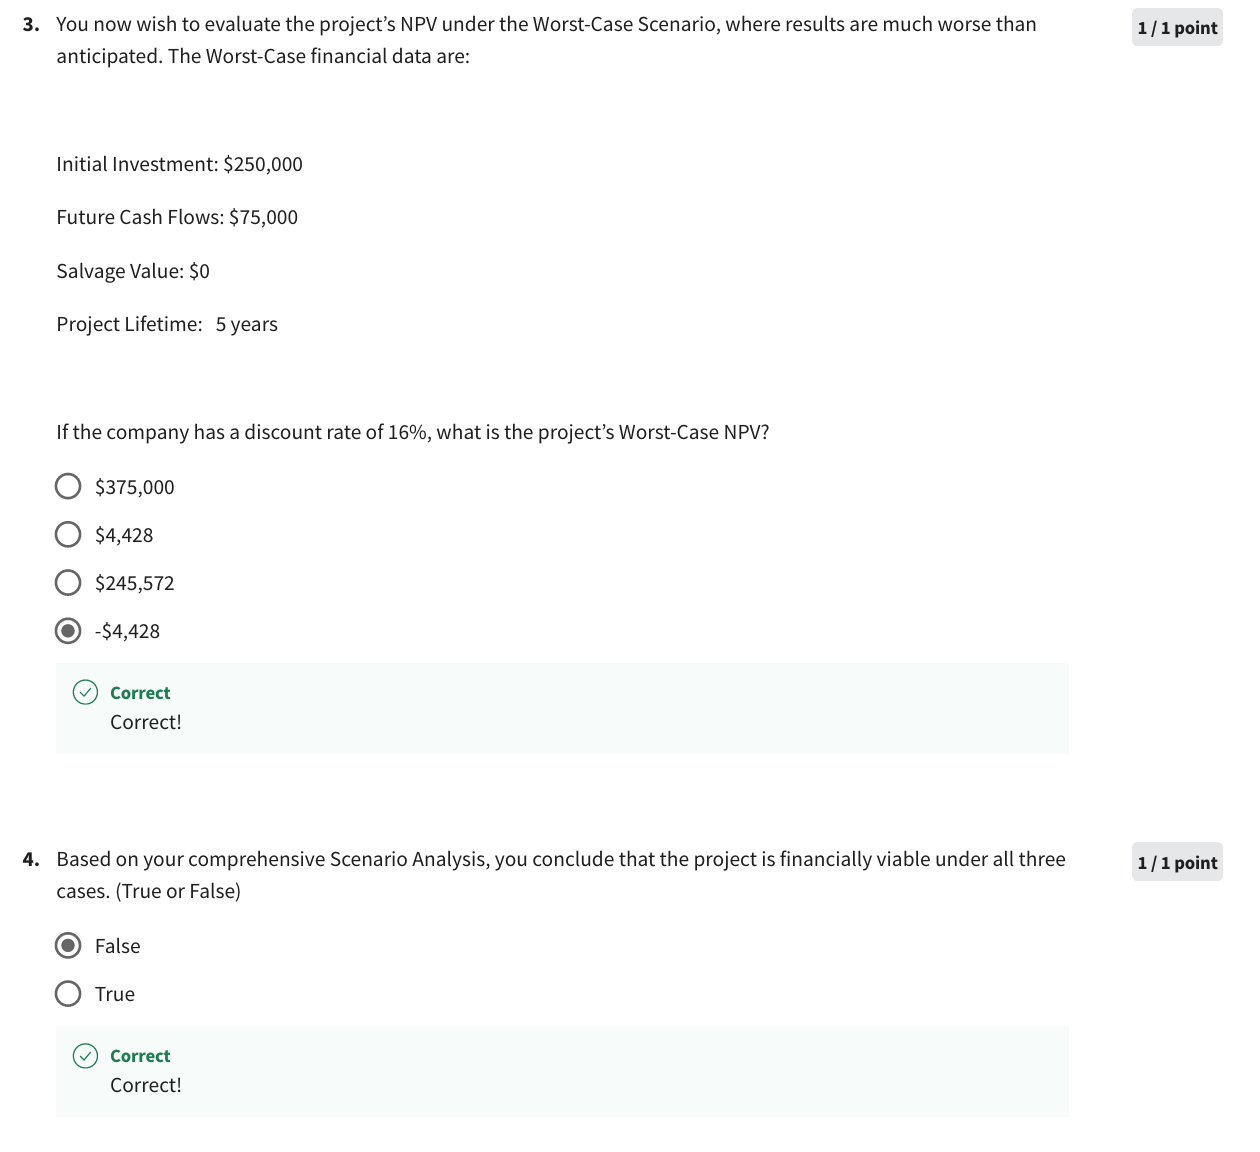 3. You now wish to evaluate the project’s NPV under the Worst-Case Scenario, where results are much worse than
1 / 1 point
anticipated. The Worst-Case financial data are:
Initial Investment: $250,000
Future Cash Flows: $75,000
Salvage Value: $0
Project Lifetime: 5 years
If the company has a discount rate of 16%, what is the project’s Worst-Case NPV?
$375,000
$4,428
$245,572
-$4,428
Correct
Correct!
4. Based on your comprehensive Scenario Analysis, you conclude that the project is financially viable under all three
1 / 1 point
cases. (True or False)
False
True
Correct
Correct!